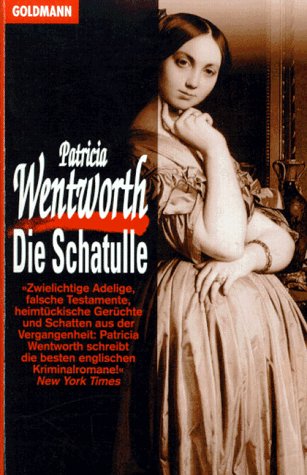 GOLDMANN
Patricia
Wentworth
Die Schatulle
»Zwielichtige Adelige,
falsche Testamente,
heimtückische Gerüchte
und Schatten aus der
Vergangenheit: Patricia
Wentworth schreibt
die besten englischen
Kriminalromane!«
New York Times